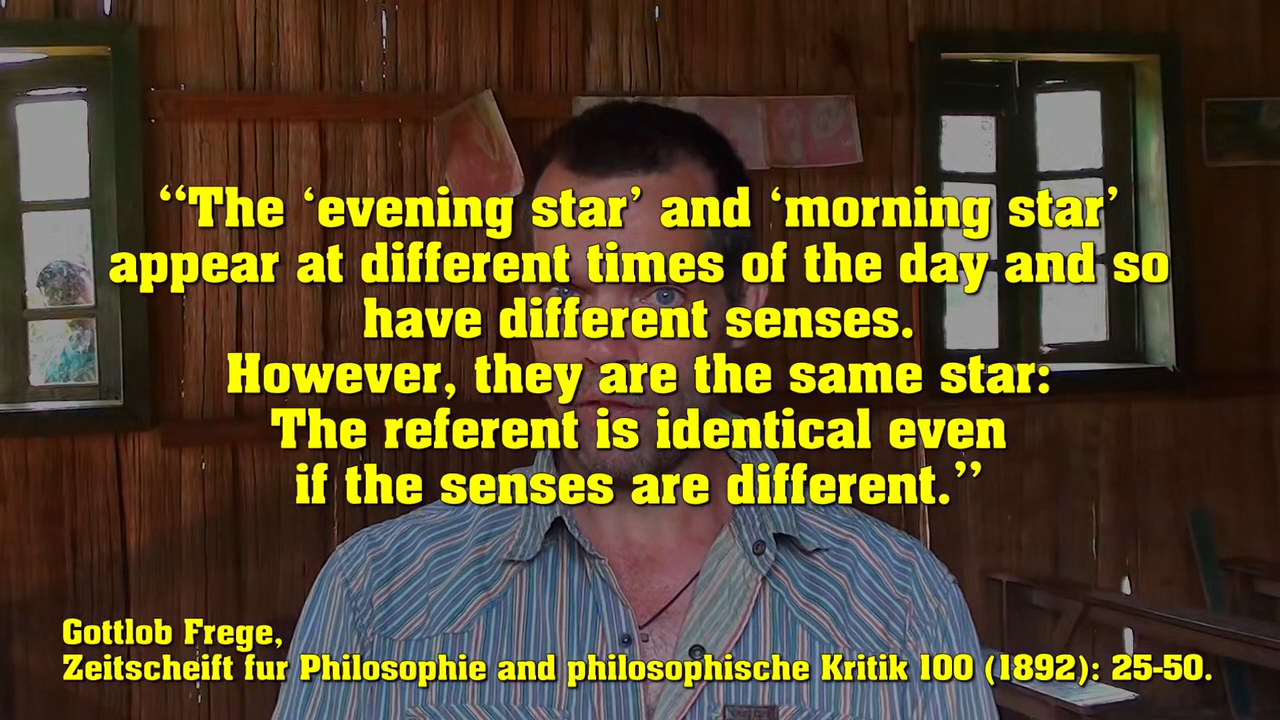 “The ‘evening star’ and ‘morning star’
appear at different times of the day and so
have different senses.
However, they are the same star:
The referent is identical even
if the senses are different.”
Gottlob Frege,
Zeitscheift fur Philosophie and philosophische Kritik 100 (1892): 25-50.